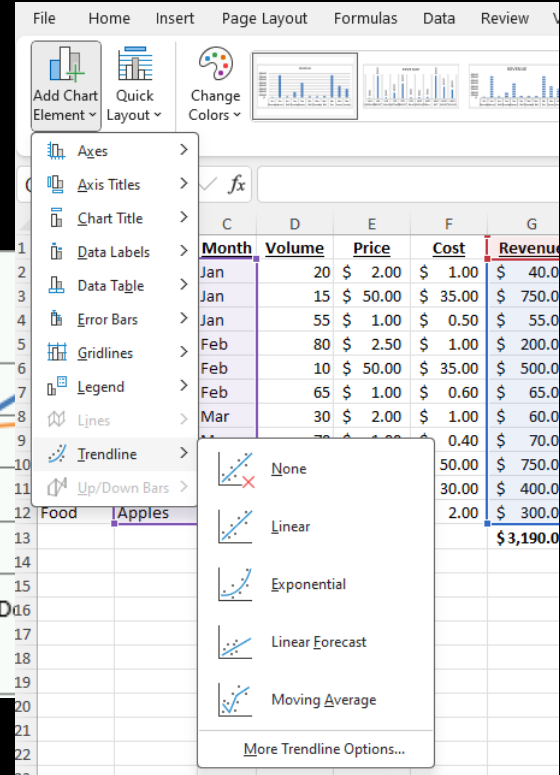 File Home Insert Page Layout Formulas Data Review
Add Chart Element
Quick Layout
Change Colors
Axes
Axis Titles
fx
Chart Title
C D E F G
Data Labels
1 Month Volume Price Cost Revenue
2 Jan 20 $ 2.00 $ 1.00 $ 40.0
Data Table
3 Jan 15 $ 50.00 $ 35.00 $ 750.0
4 Jan 55 $ 1.00 $ 0.50 $ 55.0
Error Bars
5 Feb 80 $ 2.50 $ 1.00 $ 200.0
Gridlines
6 Feb 10 $ 50.00 $ 35.00 $ 500.0
Legend
7 Feb 65 $ 1.00 $ 0.60 $ 65.0
8 Mar 30 $ 2.00 $ 1.00 $ 60.0
Lines
9 0.40 $ 70.0
Trendline
10 50.00 $ 750.0
11 30.00 $ 400.0
Up/Down Bars
12 Food Apples 2.00 $ 300.0
13 $ 3,190.0
14
15
16
17
18
19
20
21
22
None
Linear
Exponential
Linear Forecast
Moving Average
More Trendline Options...